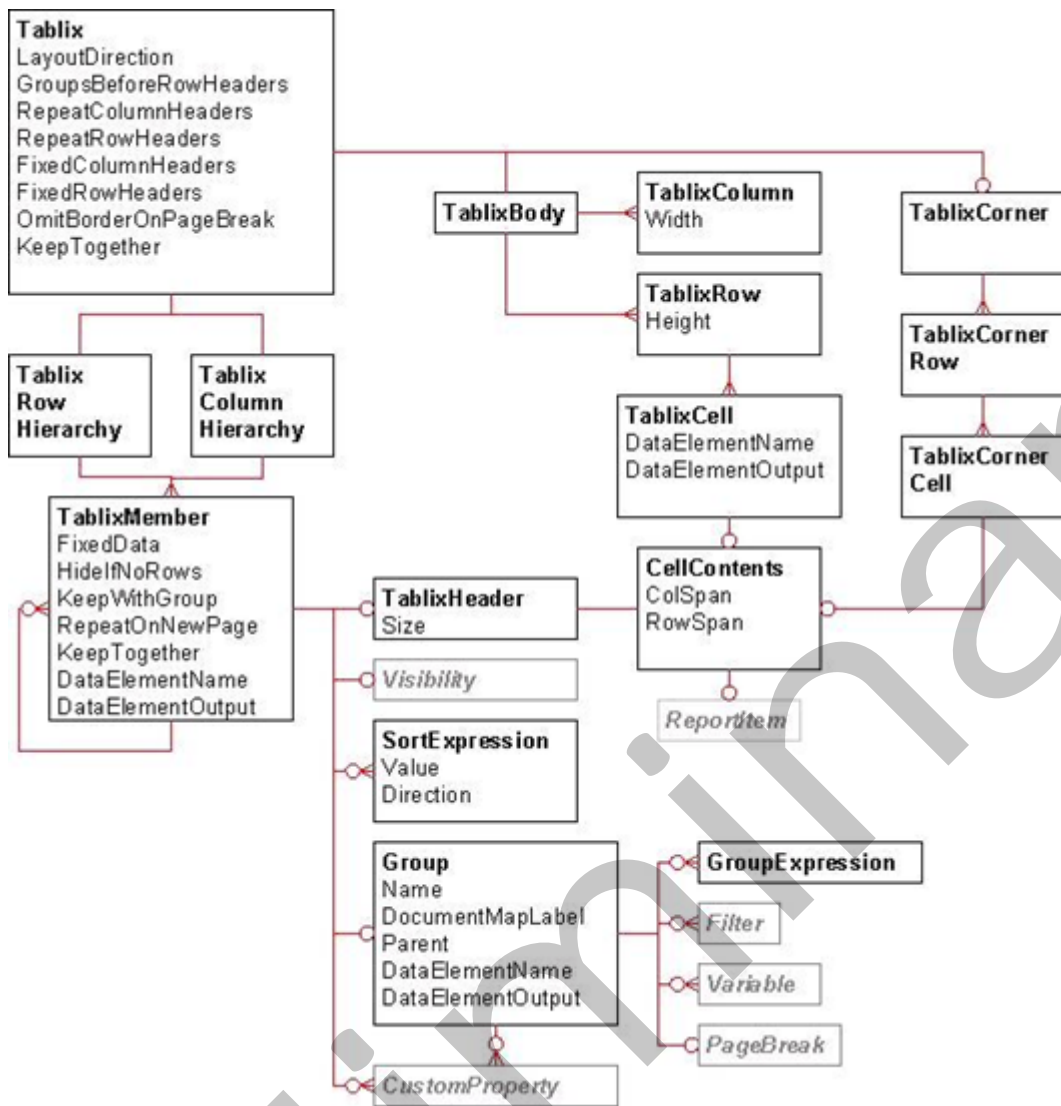 Tablix
LayoutDirection
GroupsBeforeRowHeaders
RepeatColumnHeaders
RepeatRowHeaders
FixedColumnHeaders
FixedRowHeaders
OmitBorderOnPageBreak
KeepTogether
TablixBody
TablixColumn
Width
TablixRow
Height
TablixCorner
TablixCorner
Row
TablixCorner
Cell
Tablix
Row
Hierarchy
Tablix
Column
Hierarchy
TablixCell
DataElementName
DataElementOutput
TablixMember
FixedData
HideIfNoRows
KeepWithGroup
RepeatOnNewPage
KeepTogether
DataElementName
DataElementOutput
TablixHeader
Size
CellContents
ColSpan
RowSpan
Visibility
ReportItem
SortExpression
Value
Direction
Group
Name
DocumentMapLabel
Parent
DataElementName
DataElementOutput
GroupExpression
Filter
Variable
PageBreak
CustomProperty